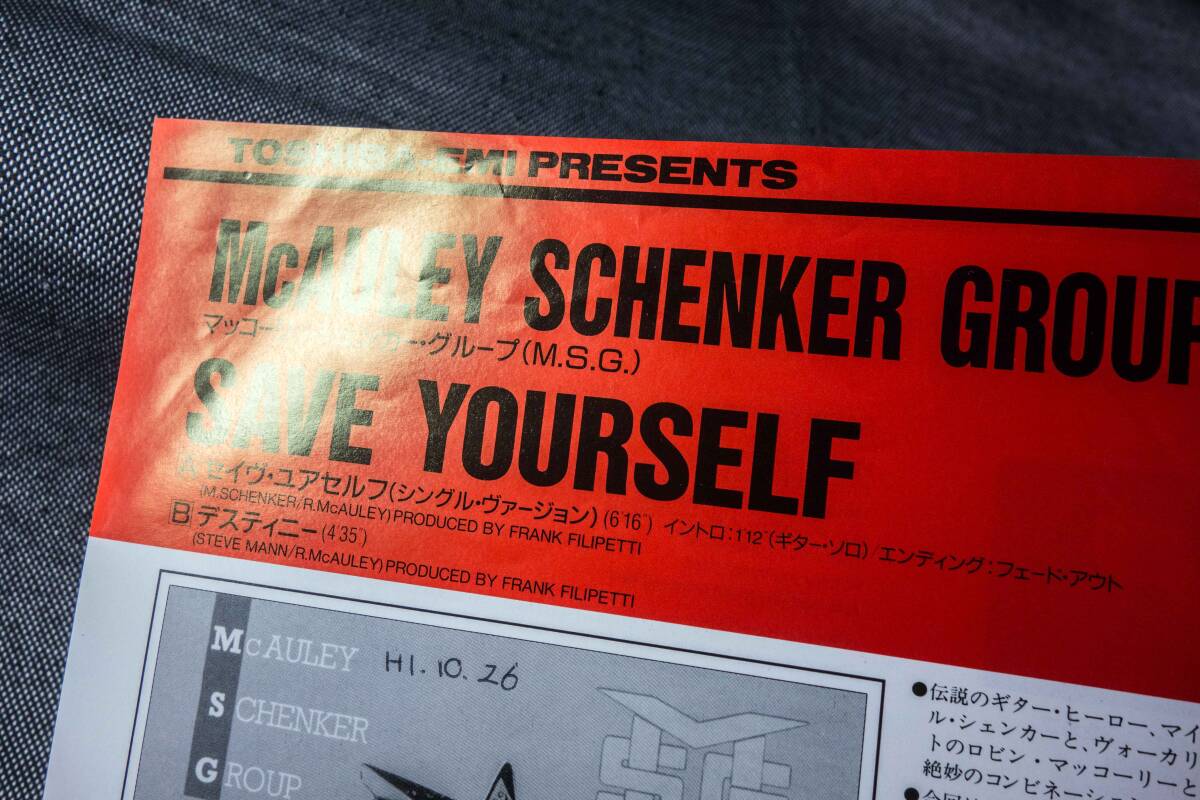 TOSHIBA-EMI PRESENTS
McAULEY SCHENKER GROUP
マッコーリー・シェンカー・グループ(M.S.G.)
SAVE YOURSELF
A セイヴ・ユアセルフ(シングル・ヴァージョン)(6'16") イントロ:1'12"(ギター・ソロ)/エンディング:フェード・アウト
(M.SCHENKER/R.McAULEY) PRODUCED BY FRANK FILIPETTI
B デスティニー(4'35")
(STEVE MANN/R.McAULEY) PRODUCED BY FRANK FILIPETTI
McAULEY
SCHENKER
GROUP
H1.10.26
●伝説のギター・ヒーロー、マイ
ル・シェンカーと、ヴォーカリ
トのロビン・マッコーリーと
絶妙のコンビネーシ